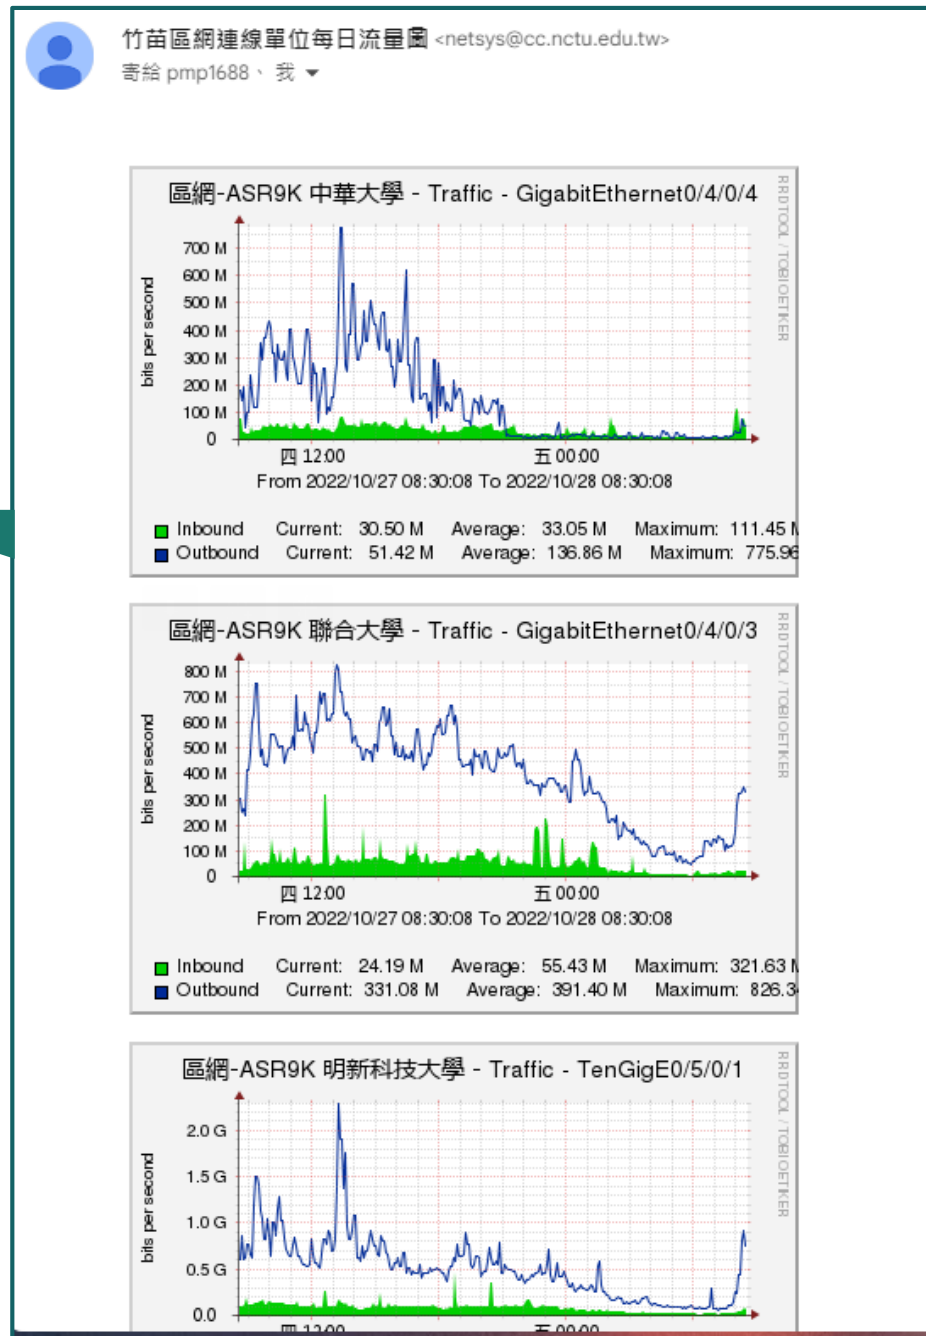 竹苗區網連線單位每日流量圖 <netsys@cc.nctu.edu.tw>
寄給 pmp1688、 我
區網-ASR9K 中華大學 - Traffic - GigabitEthernet0/4/0/4
RRDTOOL / TOBI OETIKER
bits per second
700 M
600 M
500 M
400 M
300 M
200 M
100 M
0
四 12:00 五 00:00
From 2022/10/27 08:30:08 To 2022/10/28 08:30:08
Inbound Current: 30.50 M Average: 33.05 M Maximum: 111.45 M
Outbound Current: 51.42 M Average: 136.86 M Maximum: 775.96
區網-ASR9K 聯合大學 - Traffic - GigabitEthernet0/4/0/3
RRDTOOL / TOBI OETIKER
bits per second
800 M
700 M
600 M
500 M
400 M
300 M
200 M
100 M
0
四 12:00 五 00:00
From 2022/10/27 08:30:08 To 2022/10/28 08:30:08
Inbound Current: 24.19 M Average: 55.43 M Maximum: 321.63 M
Outbound Current: 331.08 M Average: 391.40 M Maximum: 826.34
區網-ASR9K 明新科技大學 - Traffic - TenGigE0/5/0/1
RRDTOOL / TOBI OETIKER
bits per second
2.0 G
1.5 G
1.0 G
0.5 G
0.0
四 12:00 五 00:00